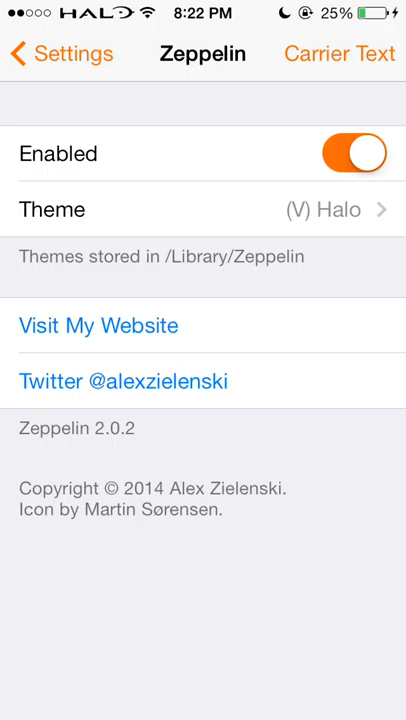 HALO 8:22 PM 25%
Settings Zeppelin Carrier Text
Enabled
Theme (V) Halo
Themes stored in /Library/Zeppelin
Visit My Website
Twitter @alexzielenski
Zeppelin 2.0.2
Copyright © 2014 Alex Zielenski.
Icon by Martin Sørensen.